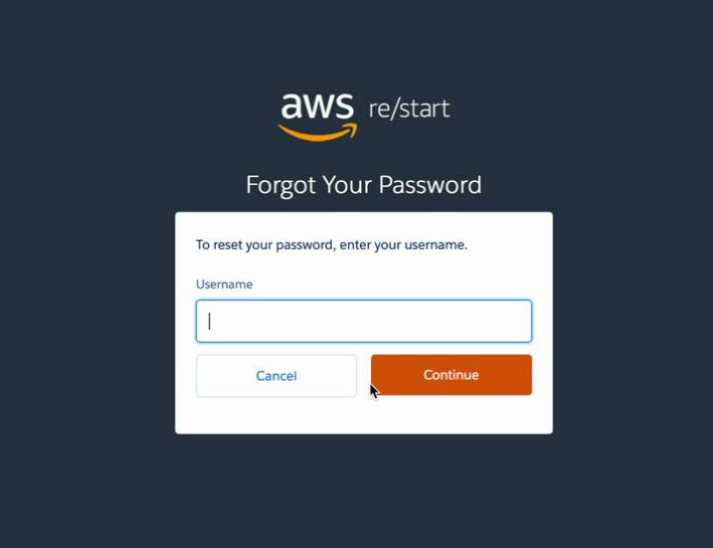 aws re/start
Forgot Your Password
To reset your password, enter your username.
Username
Cancel
Continue